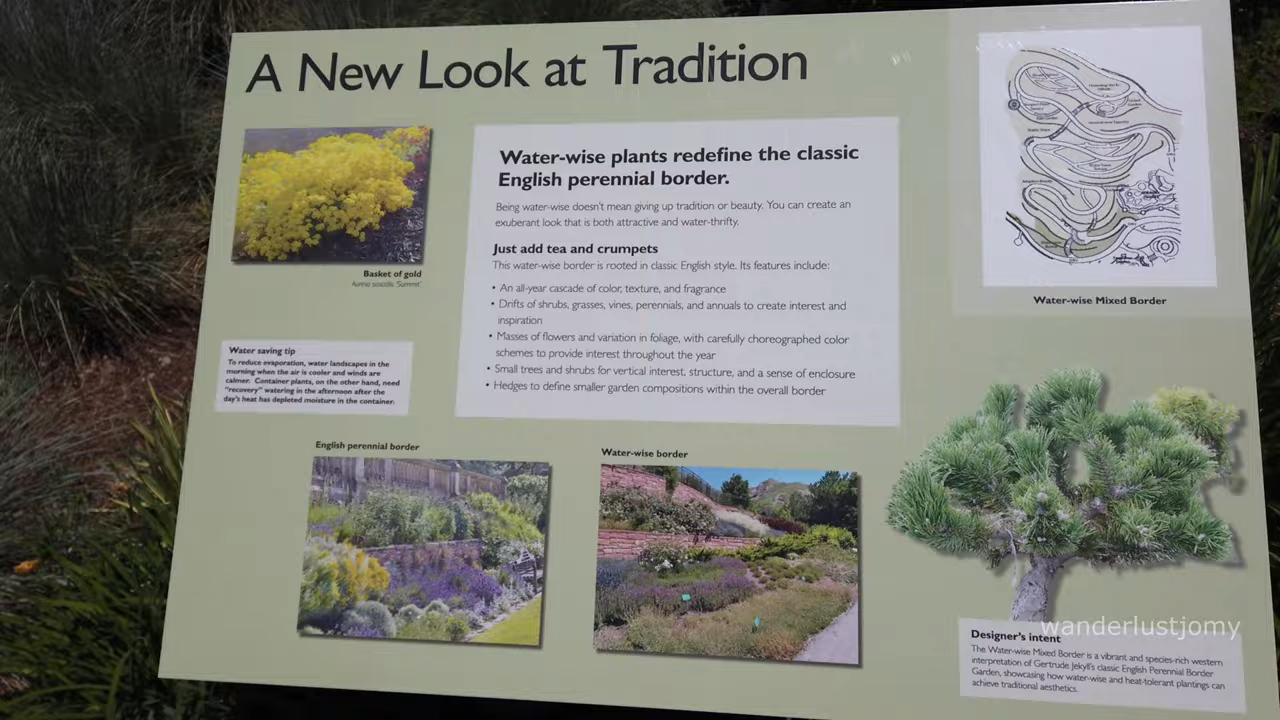 A New Look at Tradition
Basket of gold
Water-wise plants redefine the classic
English perennial border.
Being water-wise doesn't mean giving up tradition or beauty. You can create an
exuberant look that is both attractive and water-thrifty.
Just add tea and crumpets
This water-wise border is rooted in classic English style. Its features include:
• An all-year cascade of color, texture, and fragrance
• Drifts of shrubs, grasses, vines, perennials, and annuals to create interest and
inspiration
• Masses of flowers and variation in foliage, with carefully choreographed color
schemes to provide interest throughout the year
• Small trees and shrubs for vertical interest, structure, and a sense of enclosure
• Hedges to define smaller garden compositions within the overall border
Water-wise Mixed Border
Water saving tip
To reduce evaporation, water landscapes in the
morning when the air is cooler and winds are
calmer. Container plants, on the other hand, need
"recovery" watering in the afternoon after the
day's heat has depleted moisture in the container.
English perennial border
Water-wise border
wanderlustjomy
Designer's intent
The Water-wise Mixed Border is a vibrant and species-rich western
interpretation of Gertrude Jekyll's classic English Perennial Border
Garden, showcasing how water-wise and heat-tolerant plantings can
achieve traditional aesthetics.